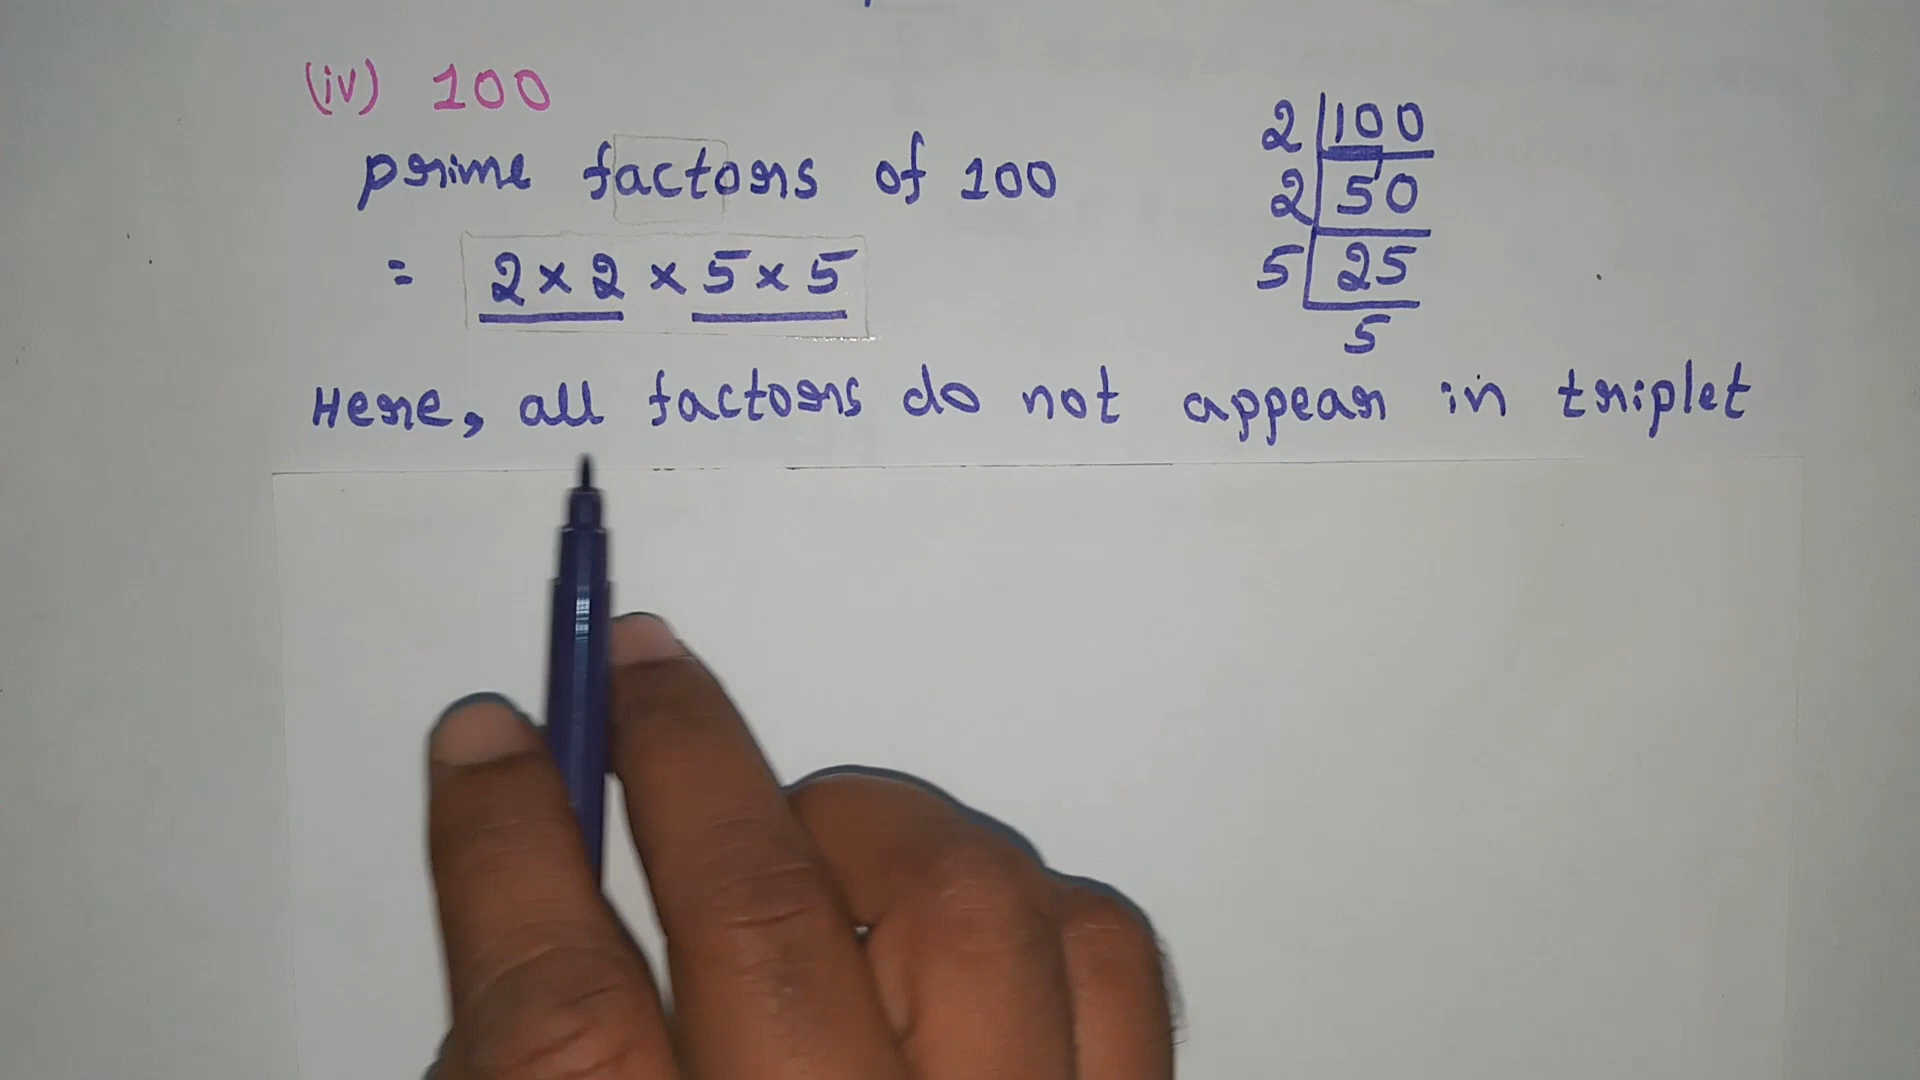 (iv) 100
prime factors of 100
= 2 × 2 × 5 × 5
2 | 100
2 | 50
5 | 25
5
Here, all factors do not appear in triplet